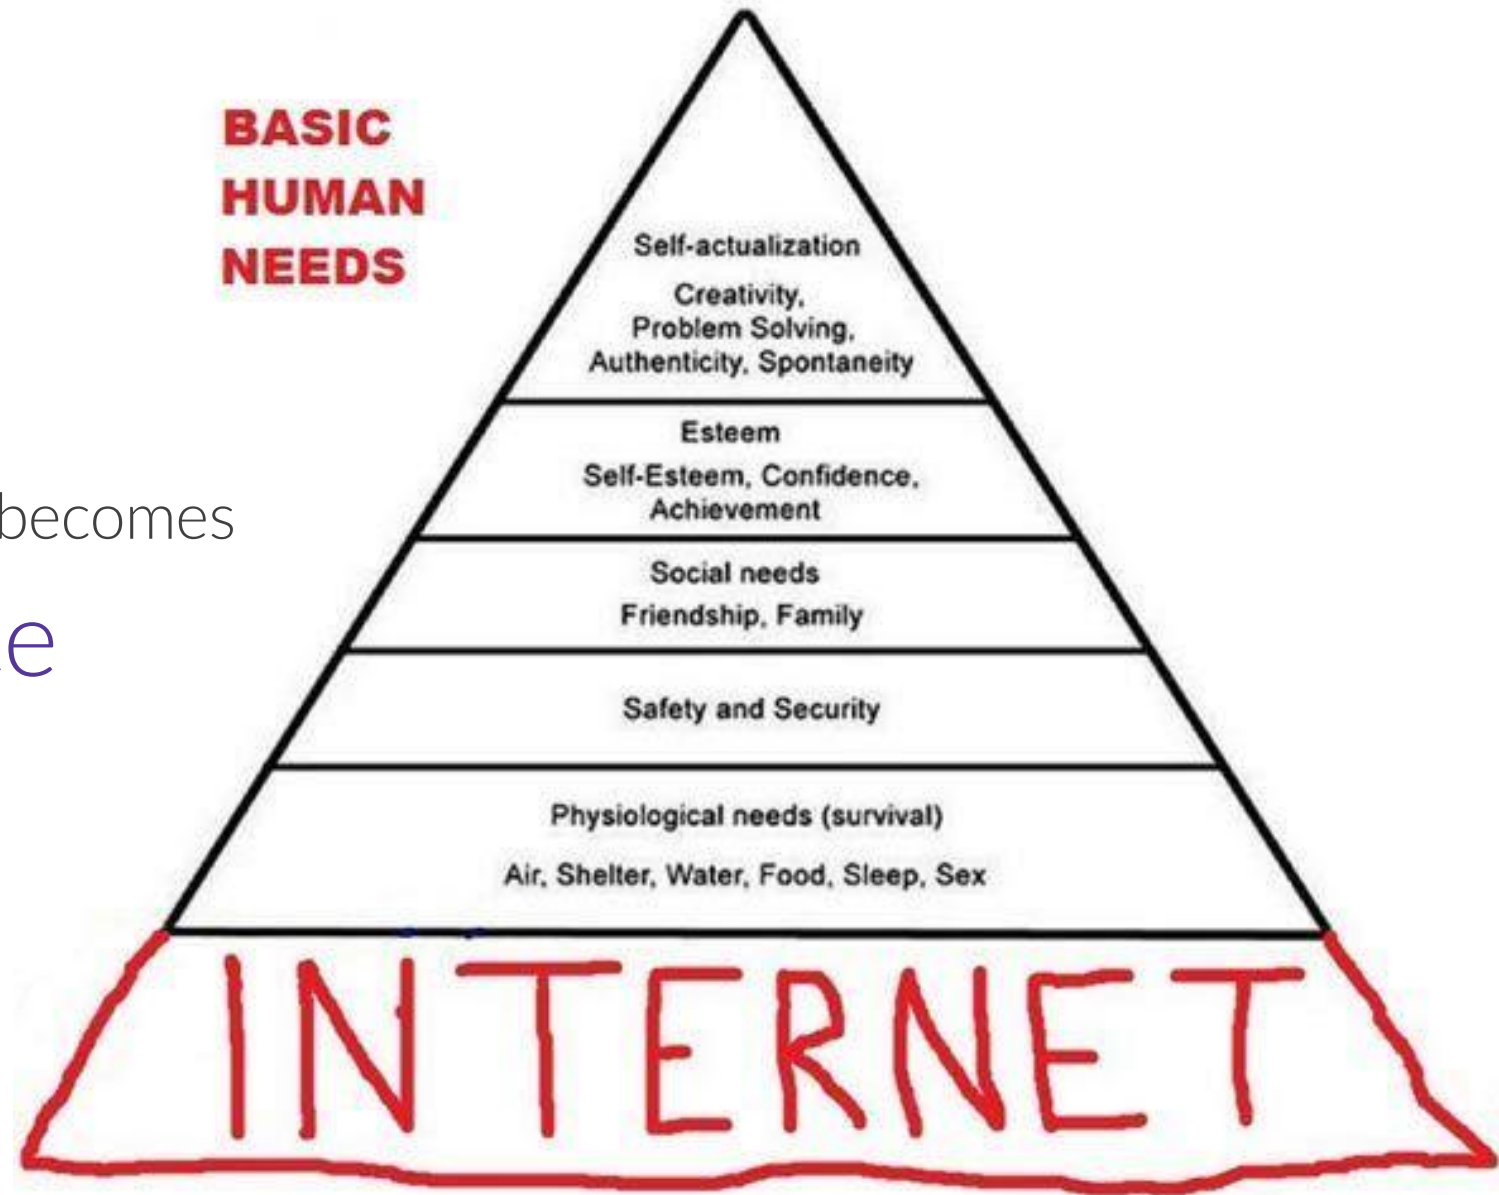 BASIC
HUMAN
NEEDS
Self-actualization
Creativity,
Problem Solving,
Authenticity, Spontaneity
Esteem
Self-Esteem, Confidence,
Achievement
becomes
Social needs
Friendship, Family
Safety and Security
Physiological needs (survival)
Air, Shelter, Water, Food, Sleep, Sex
INTERNET